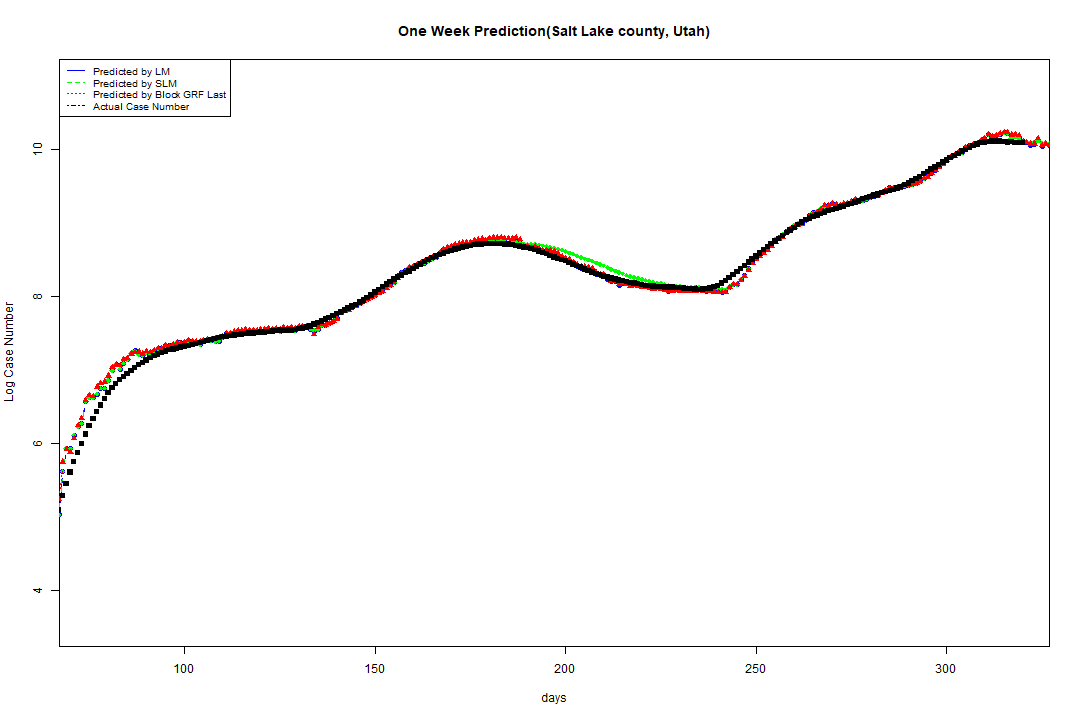 One Week Prediction(Salt Lake county, Utah)
Predicted by LM
Predicted by SLM
Predicted by Block GRF Last
Actual Case Number
10
8
6
4
Log Case Number
100 150 200 250 300
days